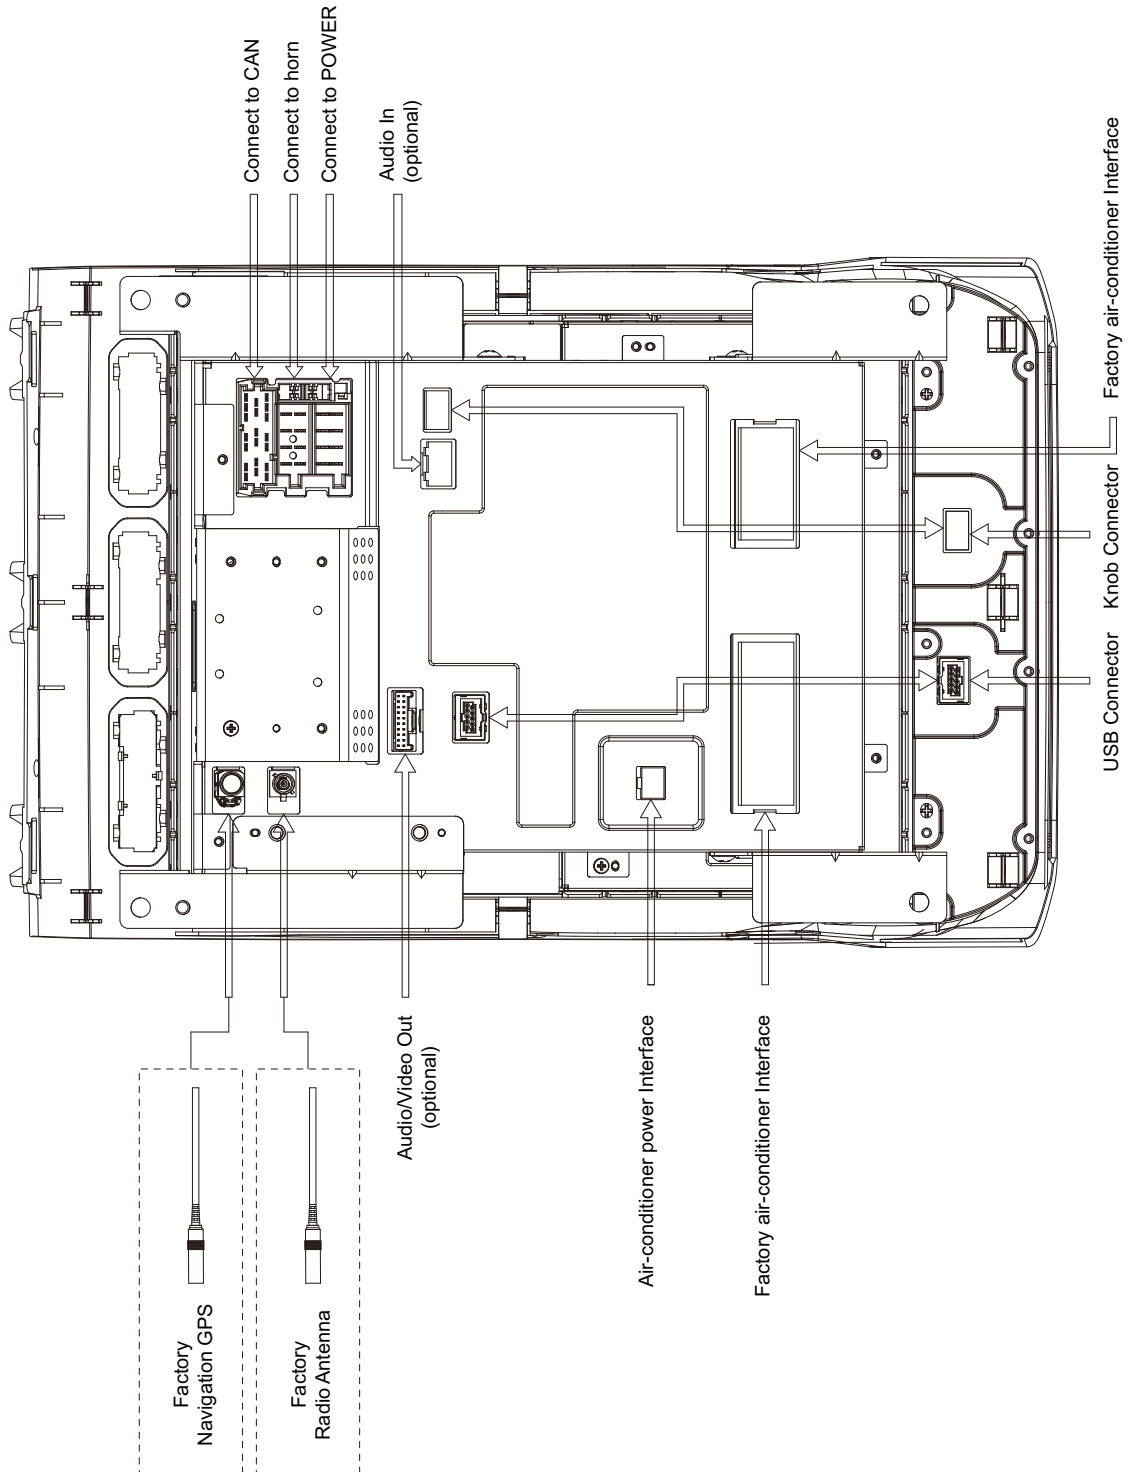 Connect to CAN
Connect to horn
Connect to POWER
Audio In
(optional)
Factory air-conditioner Interface
Knob Connector
USB Connector
Factory
Navigation GPS
Factory
Radio Antenna
Audio/Video Out
(optional)
Air-conditioner power Interface
Factory air-conditioner Interface